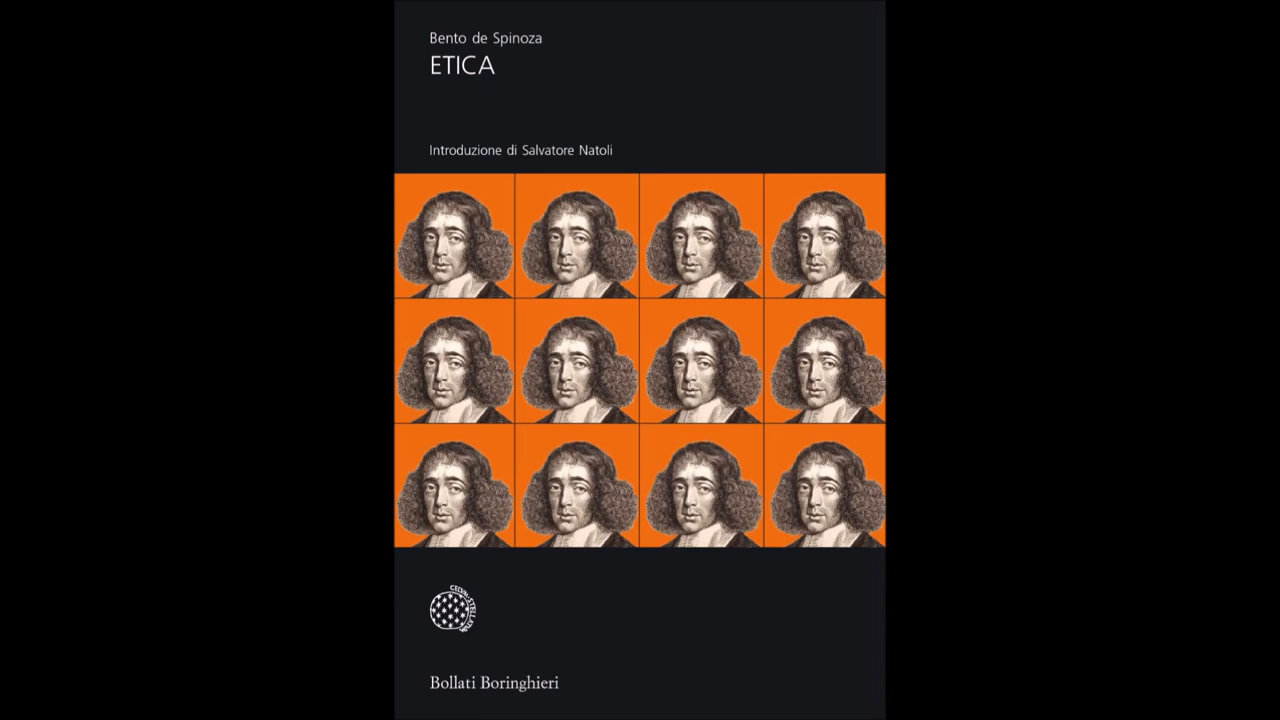 Bento de Spinoza
ETICA
Introduzione di Salvatore Natoli
Bollati Boringhieri